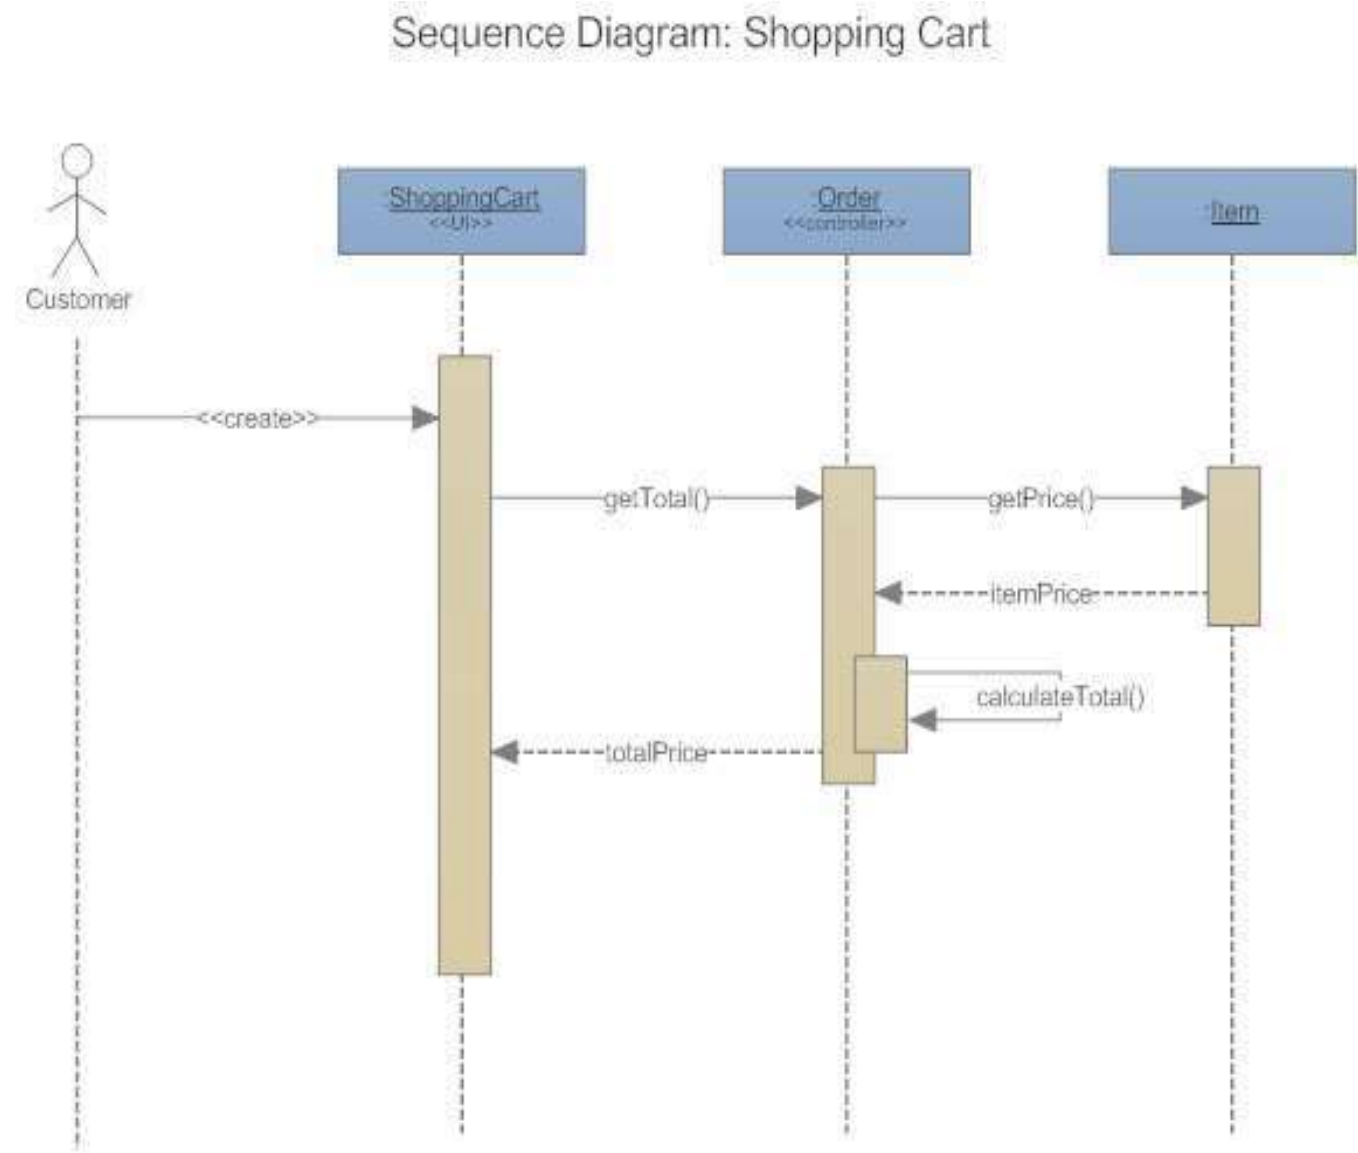 Sequence Diagram: Shopping Cart
:ShoppingCart
<<UI>>
:Order
<<controller>>
:Item
Customer
<<create>>
getTotal()
getPrice()
itemPrice
calculateTotal()
totalPrice